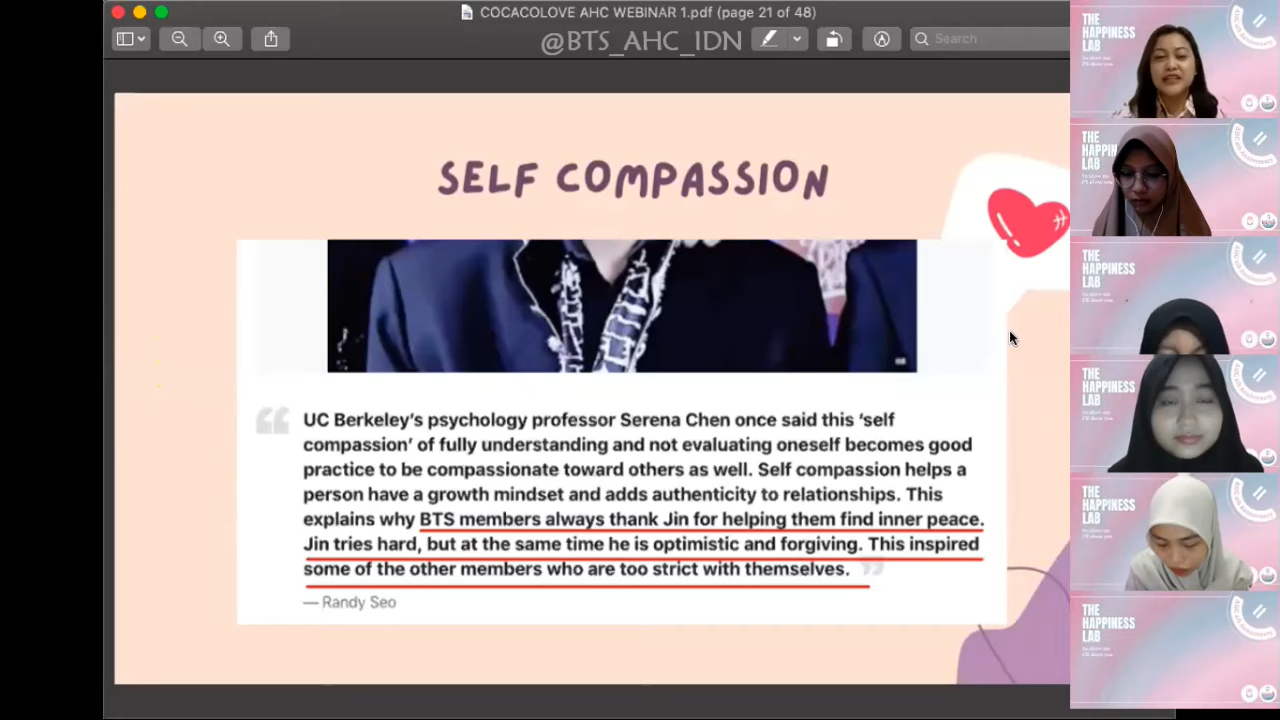 COCACOLOVE AHC WEBINAR 1.pdf (page 21 of 48)
@BTS_AHC_IDN
Search
SELF COMPASSION
UC Berkeley's psychology professor Serena Chen once said this ‘self
compassion’ of fully understanding and not evaluating oneself becomes good
practice to be compassionate toward others as well. Self compassion helps a
person have a growth mindset and adds authenticity to relationships. This
explains why BTS members always thank Jin for helping them find inner peace.
Jin tries hard, but at the same time he is optimistic and forgiving. This inspired
some of the other members who are too strict with themselves.
— Randy Seo
THE
HAPPINESS
LAB
THE
HAPPINESS
LAB
THE
HAPPINESS
LAB
THE
HAPPINESS
LAB
THE
HAPPINESS
LAB
THE
HAPPINESS
LAB